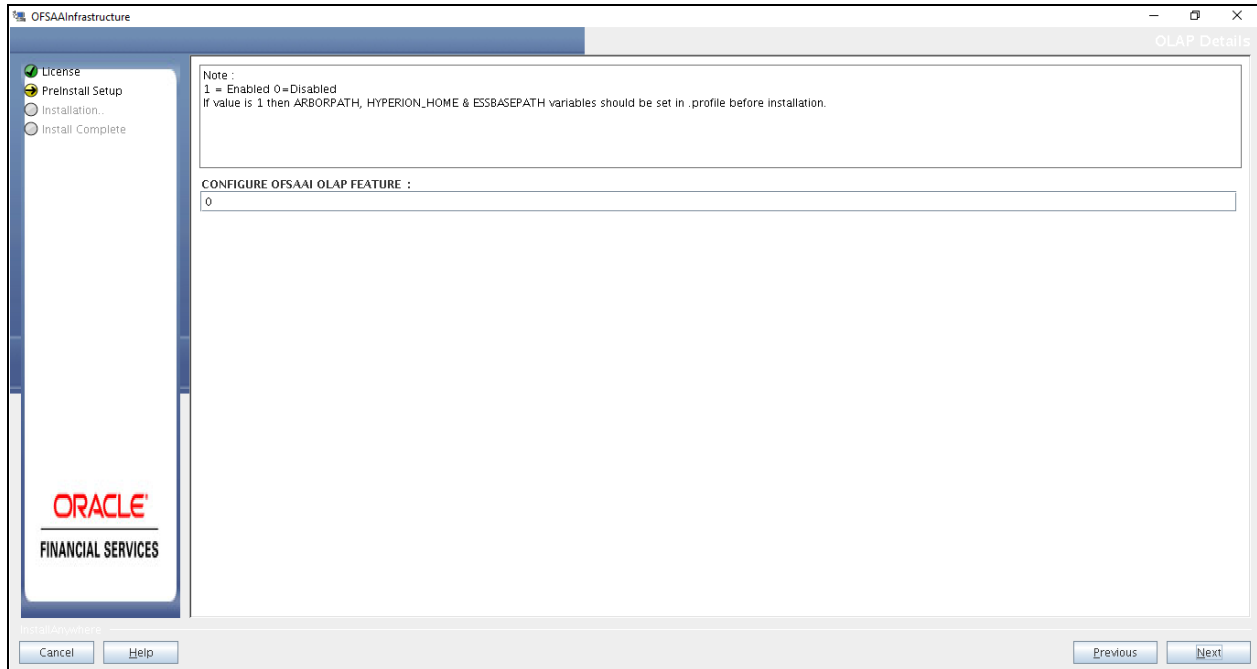 OFSAAInfrastructure
OLAP Details
License
PreInstall Setup
Installation..
Install Complete
Note :
1 = Enabled 0=Disabled
If value is 1 then ARBORPATH, HYPERION_HOME & ESSBASEPATH variables should be set in .profile before installation.
CONFIGURE OFSAAI OLAP FEATURE :
0
ORACLE®
FINANCIAL SERVICES
InstallAnywhere
Cancel
Help
Previous
Next